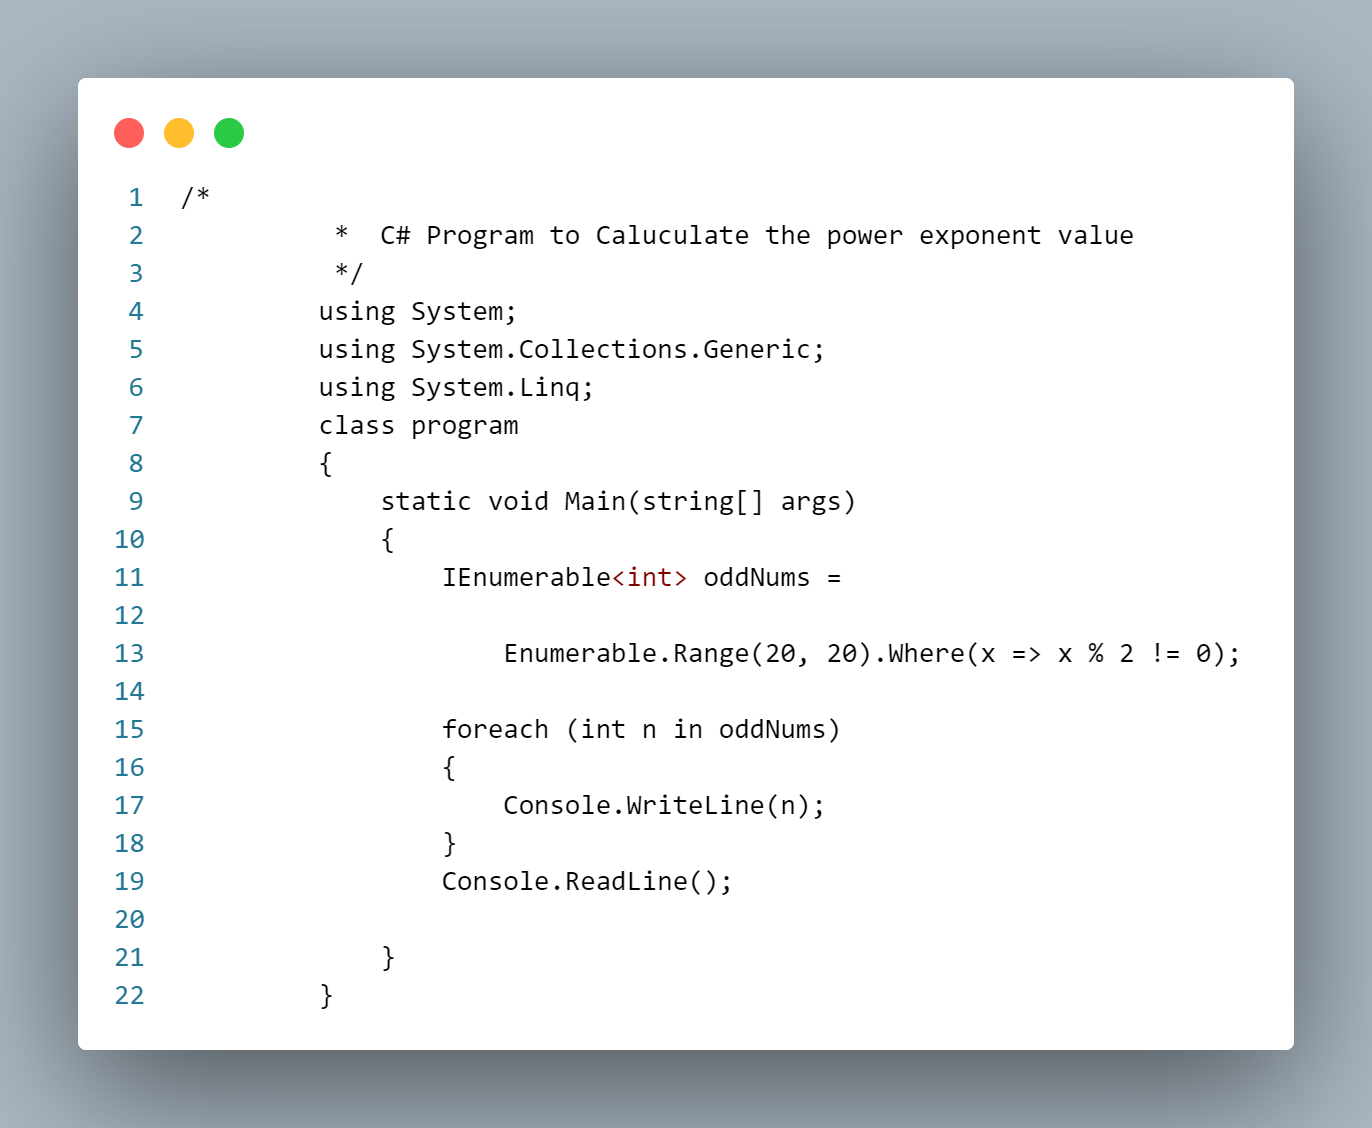 1 /*
2 * C# Program to Caluculate the power exponent value
3 */
4 using System;
5 using System.Collections.Generic;
6 using System.Linq;
7 class program
8 {
9 static void Main(string[] args)
10 {
11 IEnumerable<int> oddNums =
12
13 Enumerable.Range(20, 20).Where(x => x % 2 != 0);
14
15 foreach (int n in oddNums)
16 {
17 Console.WriteLine(n);
18 }
19 Console.ReadLine();
20
21 }
22 }